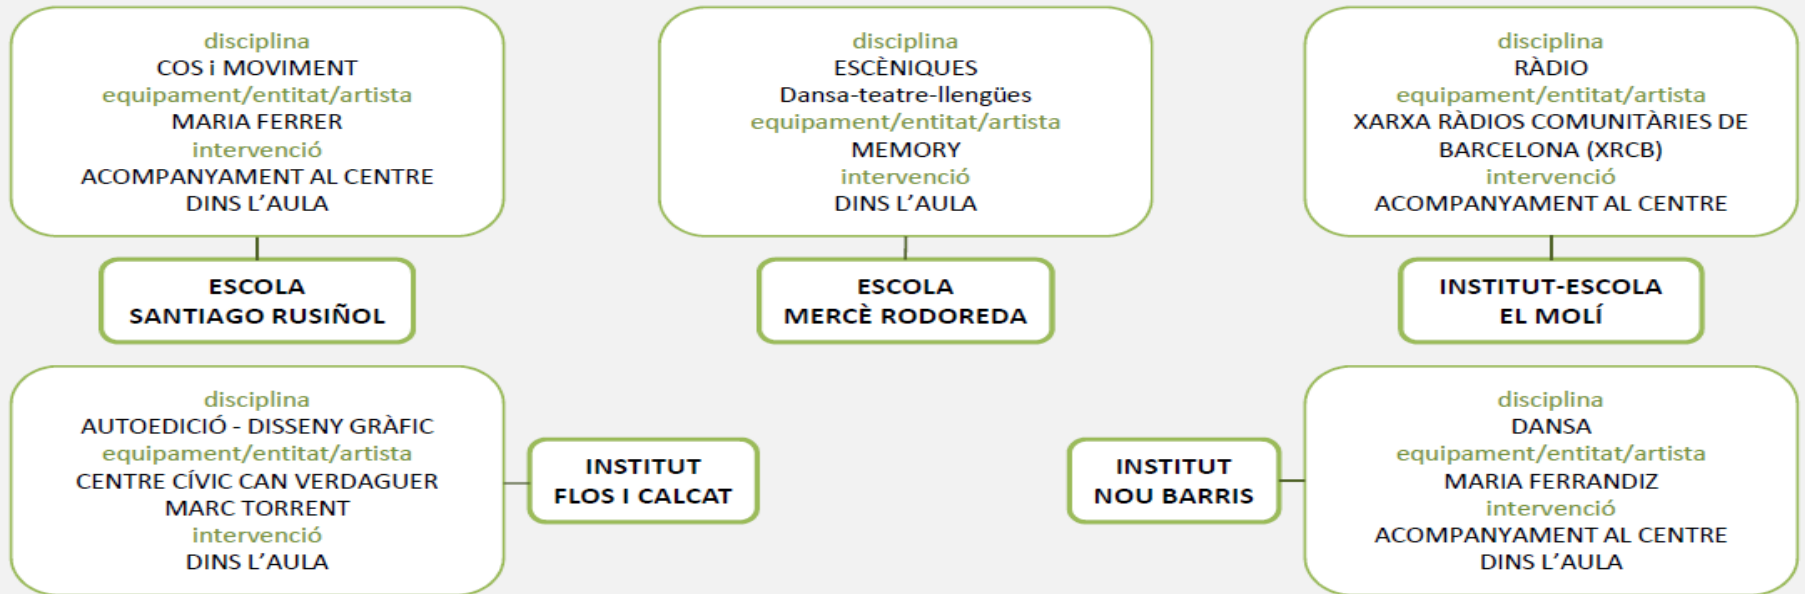 disciplina
COS i MOVIMENT
equipament/entitat/artista
MARIA FERRER
intervenció
ACOMPANYAMENT AL CENTRE
DINS L'AULA
ESCOLA
SANTIAGO RUSIÑOL
disciplina
ESCÈNIQUES
Dansa-teatre-llengües
equipament/entitat/artista
MEMORY
intervenció
DINS L'AULA
ESCOLA
MERCÈ RODOREDA
disciplina
RÀDIO
equipament/entitat/artista
XARXA RÀDIOS COMUNITÀRIES DE
BARCELONA (XRCB)
intervenció
ACOMPANYAMENT AL CENTRE
INSTITUT-ESCOLA
EL MOLÍ
disciplina
AUTOEDICIÓ - DISSENY GRÀFIC
equipament/entitat/artista
CENTRE CÍVIC CAN VERDAGUER
MARC TORRENT
intervenció
DINS L'AULA
INSTITUT
FLOS I CALCAT
INSTITUT
NOU BARRIS
disciplina
DANSA
equipament/entitat/artista
MARIA FERRANDIZ
intervenció
ACOMPANYAMENT AL CENTRE
DINS L'AULA